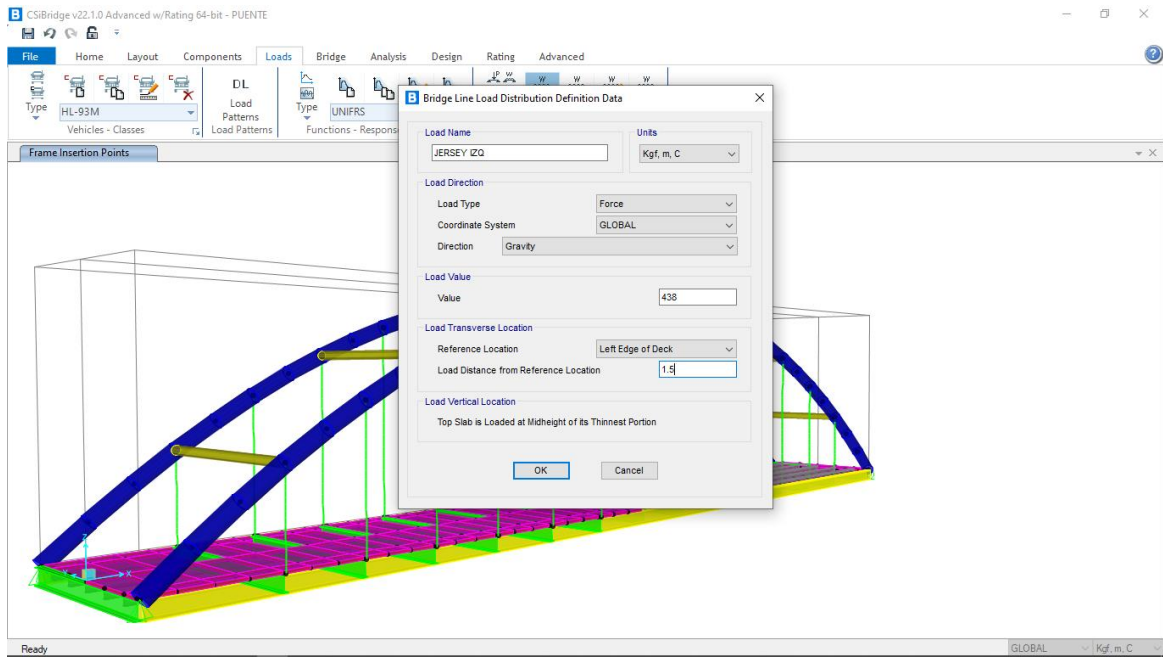 B CSiBridge v22.1.0 Advanced w/Rating 64-bit - PUENTE
File Home Layout Components Loads Bridge Analysis Design Rating Advanced
Type HL-93M DL Load Patterns Type UNIFRS
Vehicles - Classes Load Patterns Functions - Respons
Frame Insertion Points
B Bridge Line Load Distribution Definition Data
Load Name Units
JERSEY IZQ Kgf, m, C
Load Direction
Load Type Force
Coordinate System GLOBAL
Direction Gravity
Load Value
Value 438
Load Transverse Location
Reference Location Left Edge of Deck
Load Distance from Reference Location 1.5
Load Vertical Location
Top Slab is Loaded at Midheight of its Thinnest Portion
OK Cancel
Z
X
Ready GLOBAL Kgf, m, C